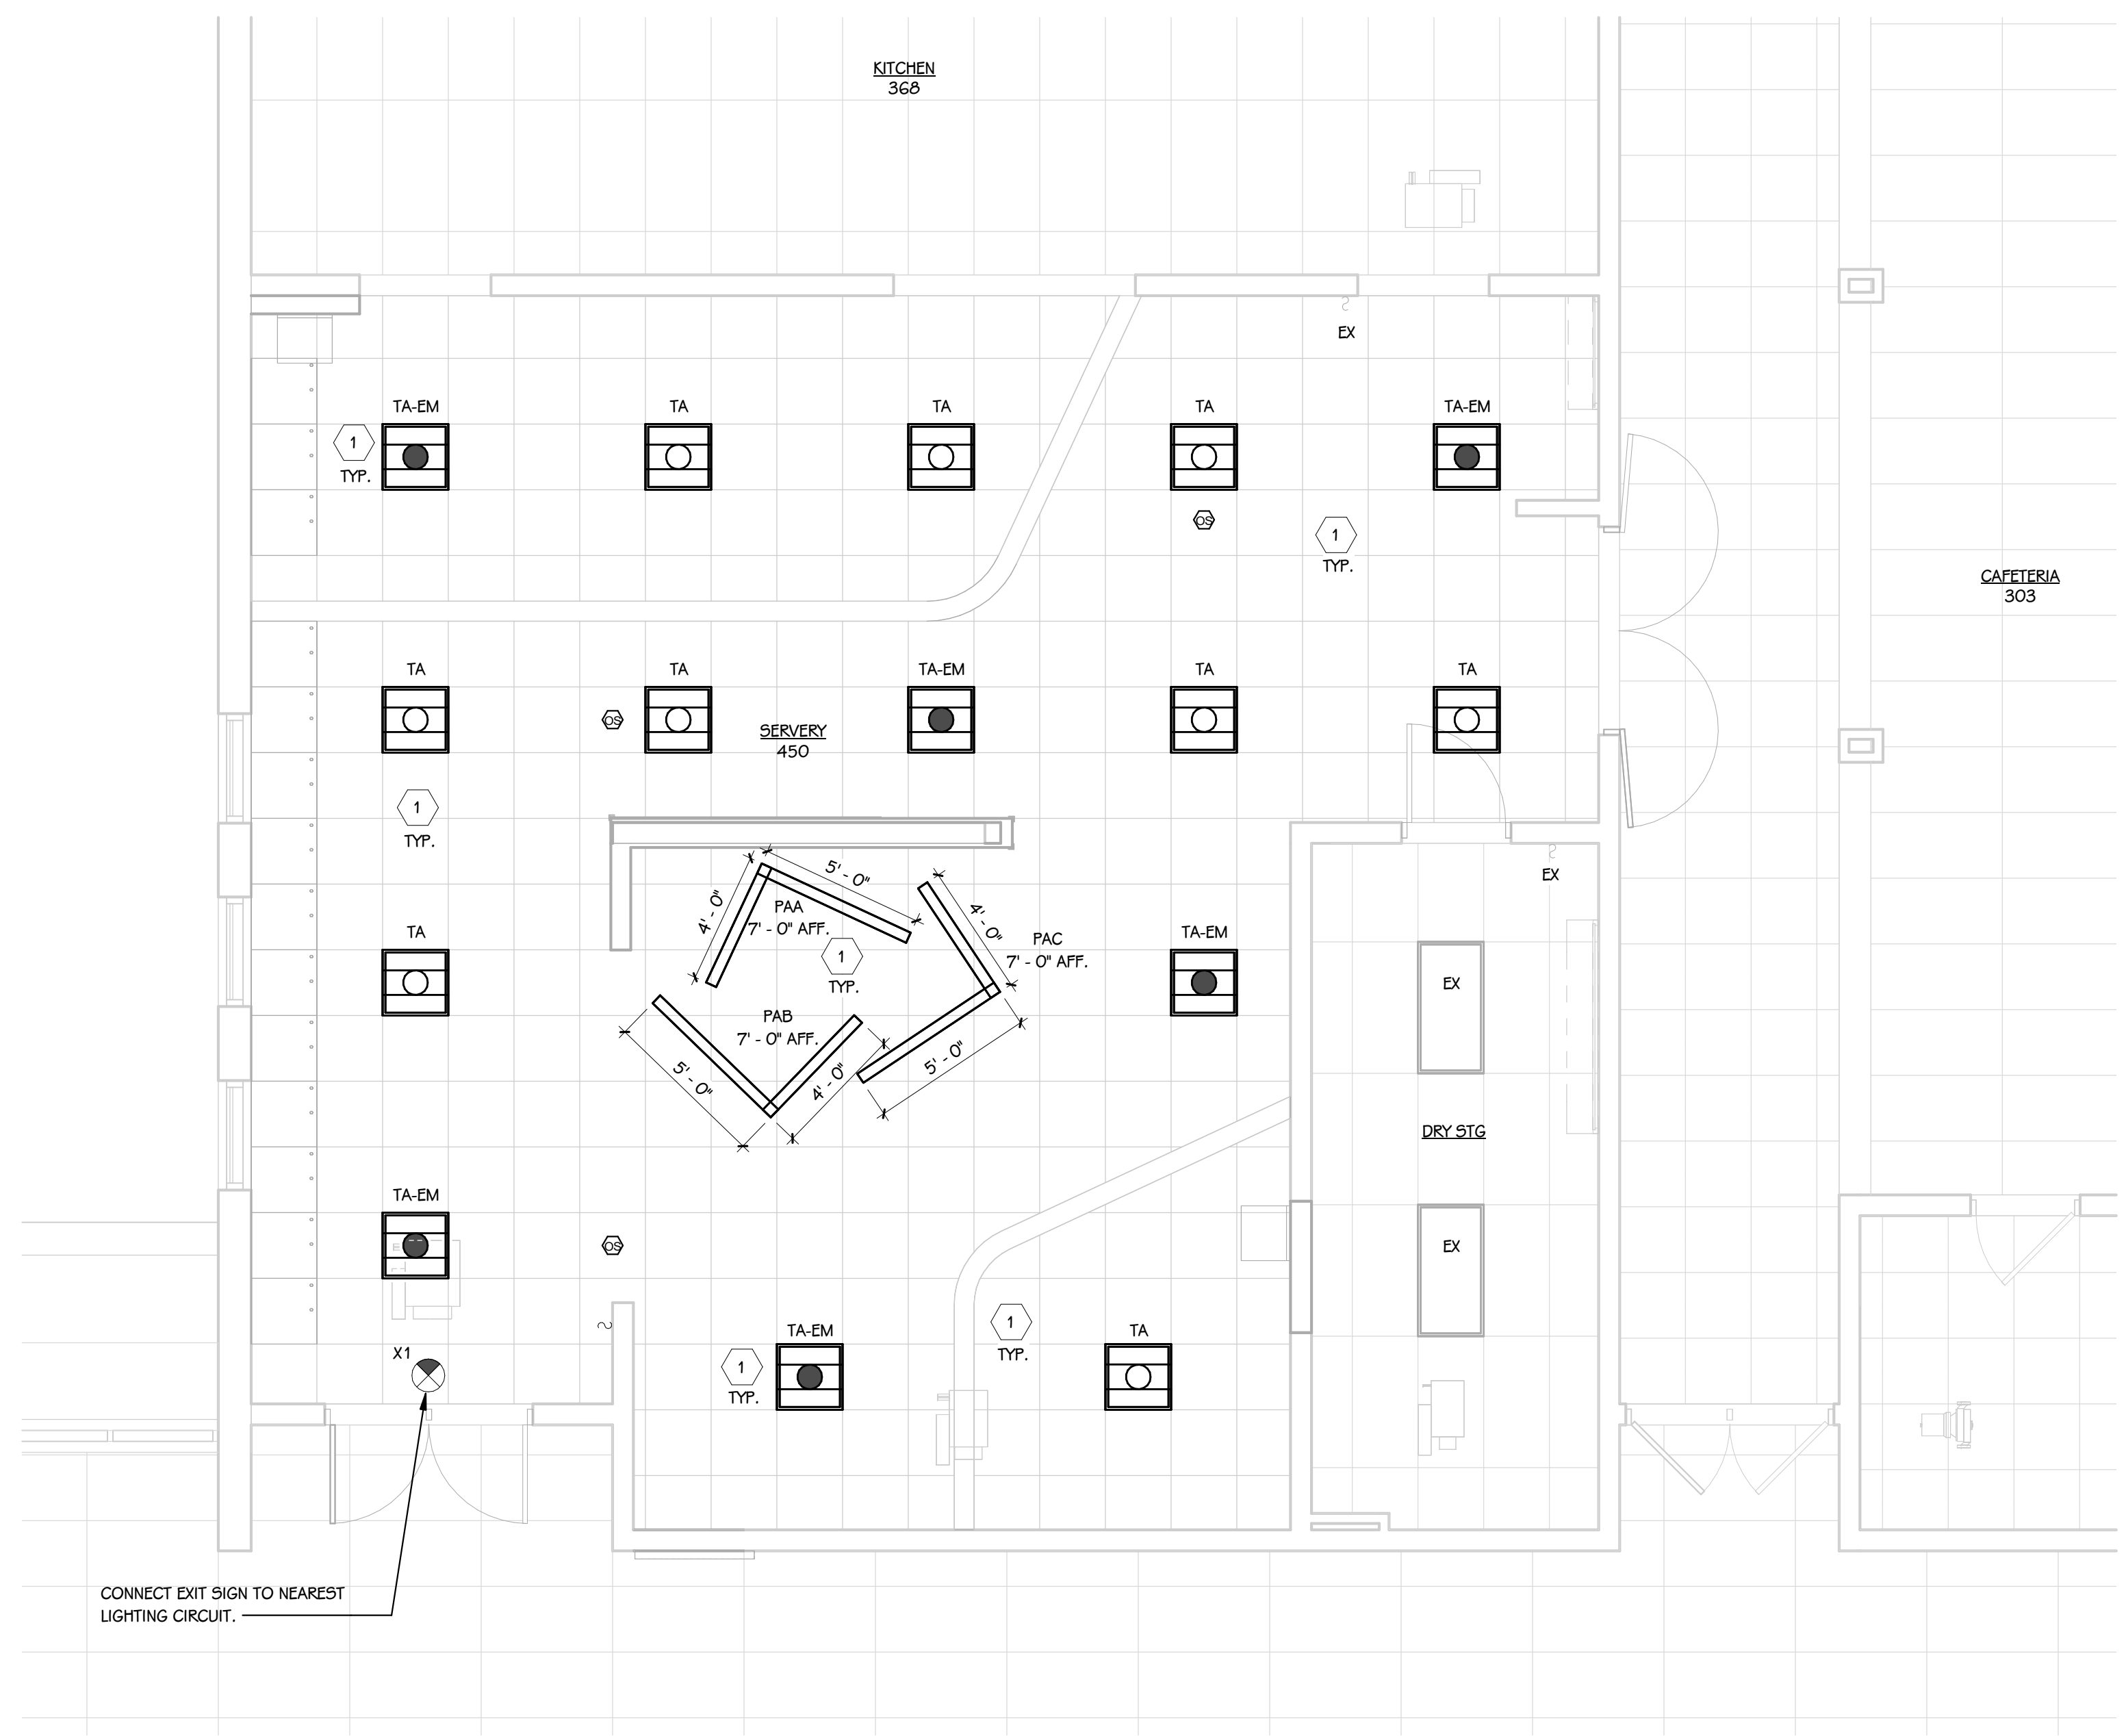 KITCHEN
368
EX
TA-EM
TA
TA
TA
TA-EM
1
TYP.
OS
1
TYP.
CAFETERIA
303
TA
TA
TA-EM
TA
TA
OS
SERVERY
450
1
TYP.
5' - 0"
4' - 0"
PAA
7' - 0" AFF.
4' - 0"
EX
TA
1
TYP.
PAC
7' - 0" AFF.
TA-EM
EX
PAB
7' - 0" AFF.
5' - 0"
4' - 0"
5' - 0"
DRY STG
TA-EM
OS
EX
1
TYP.
TA-EM
TA
X1
1
TYP.
CONNECT EXIT SIGN TO NEAREST
LIGHTING CIRCUIT.